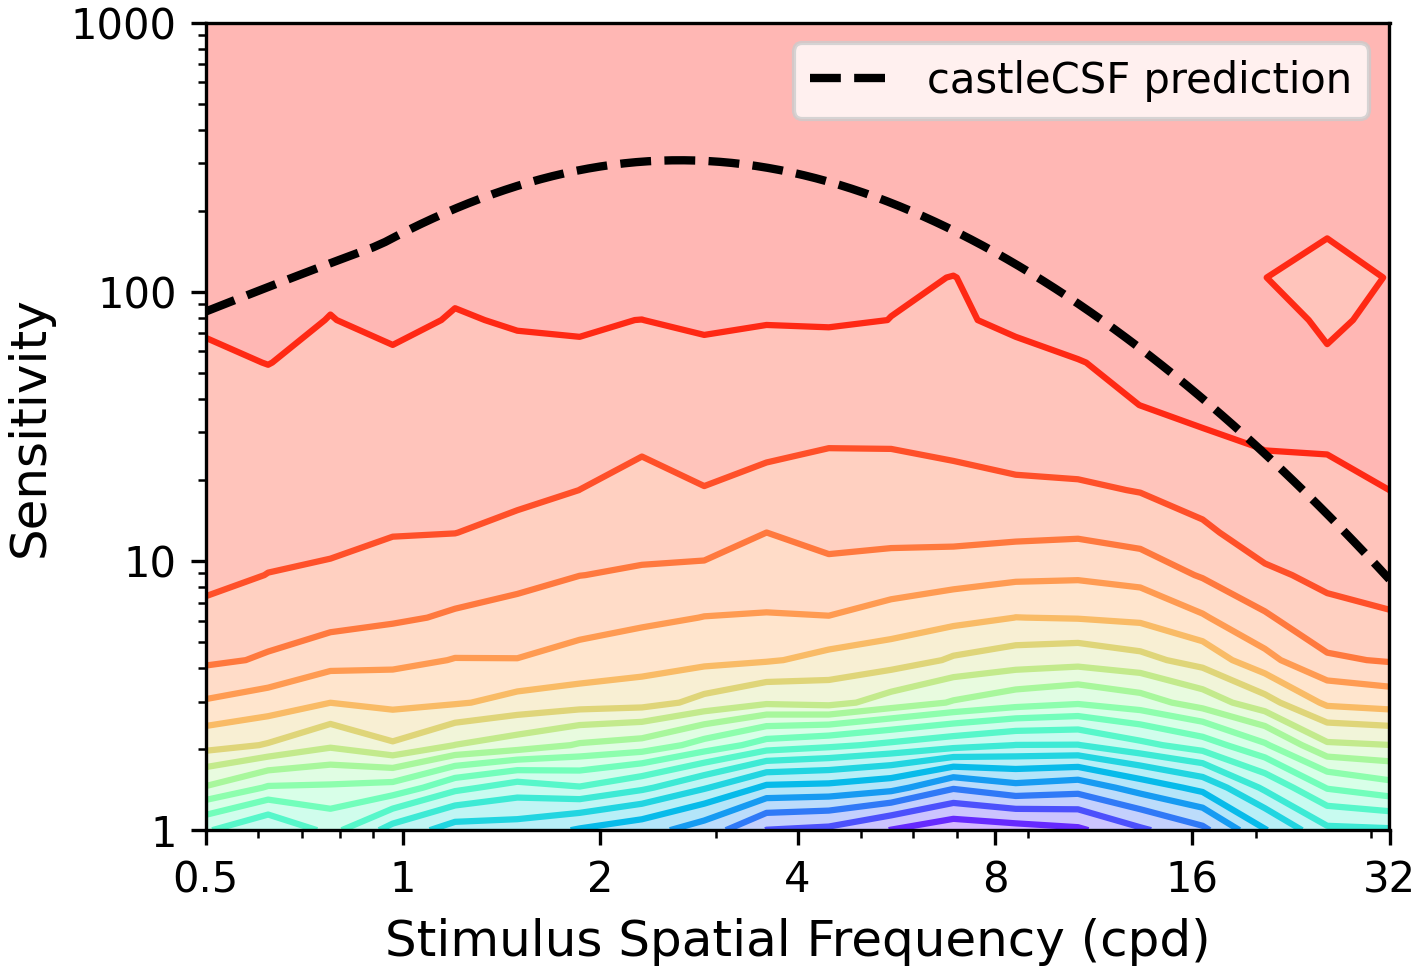 1000
100
10
1
Sensitivity
castleCSF prediction
0.5 1 2 4 8 16 32
Stimulus Spatial Frequency (cpd)